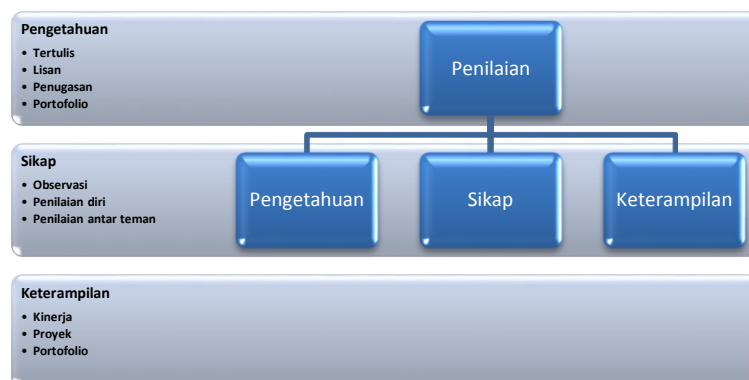 Pengetahuan
• Tertulis
• Lisan
• Penugasan
• Portofolio
Penilaian
Sikap
• Observasi
• Penilaian diri
• Penilaian antar teman
Pengetahuan
Sikap
Keterampilan
Keterampilan
• Kinerja
• Proyek
• Portofolio